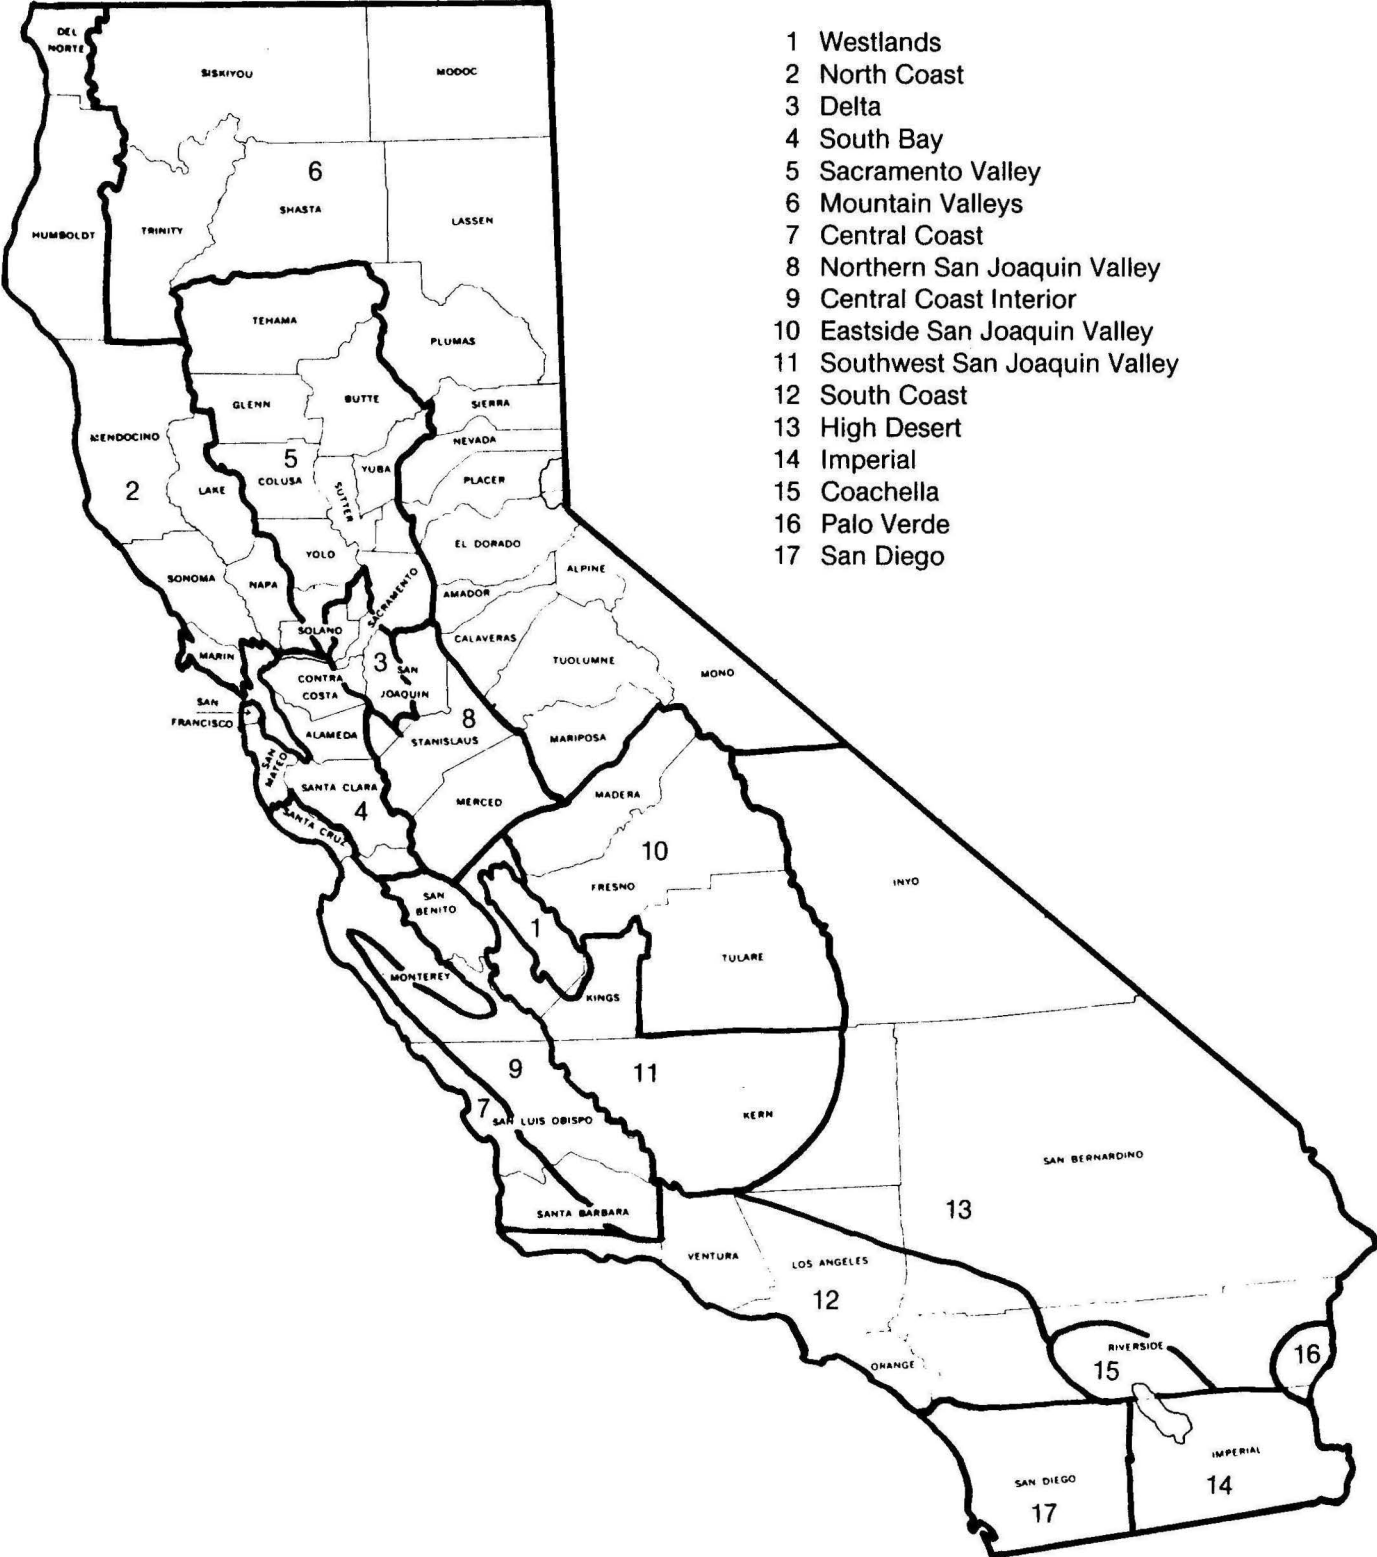 1 Westlands
2 North Coast
3 Delta
4 South Bay
5 Sacramento Valley
6 Mountain Valleys
7 Central Coast
8 Northern San Joaquin Valley
9 Central Coast Interior
10 Eastside San Joaquin Valley
11 Southwest San Joaquin Valley
12 South Coast
13 High Desert
14 Imperial
15 Coachella
16 Palo Verde
17 San Diego
DEL
NORTE
SISKIYOU
MODOC
6
SHASTA
LASSEN
HUMBOLDT
TRINITY
TEHAMA
PLUMAS
GLENN
BUTTE
SIERRA
MENDOCINO
NEVADA
5
YUBA
COLUSA
PLACER
2
LAKE
SUTTER
YOLO
EL DORADO
ALPINE
SONOMA
NAPA
SACRAMENTO
AMADOR
SOLANO
CALAVERAS
MARIN
3
SAN
JOAQUIN
TUOLUMNE
MONO
CONTRA
COSTA
SAN
FRANCISCO
8
ALAMEDA
STANISLAUS
MARIPOSA
SAN
MATEO
SANTA CLARA
4
MERCED
MADERA
SANTA CRUZ
10
FRESNO
INYO
SAN
BENITO
1
MONTEREY
TULARE
KINGS
9
11
7
SAN LUIS OBISPO
KERN
SAN BERNARDINO
13
SANTA BARBARA
VENTURA
LOS ANGELES
12
ORANGE
RIVERSIDE
15
16
IMPERIAL
14
SAN DIEGO
17